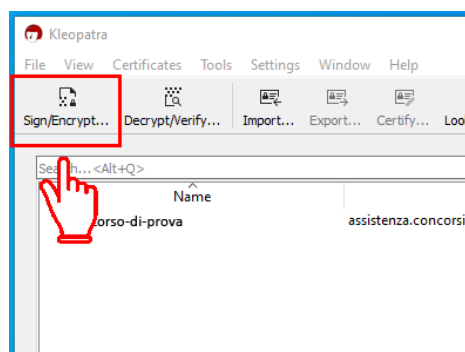 Kleopatra
File View Certificates Tools Settings Window Help
Sign/Encrypt... Decrypt/Verify... Import... Export... Certify... Loo
Search...<Alt+Q>
Name
orso-di-prova assistenza.concorsi